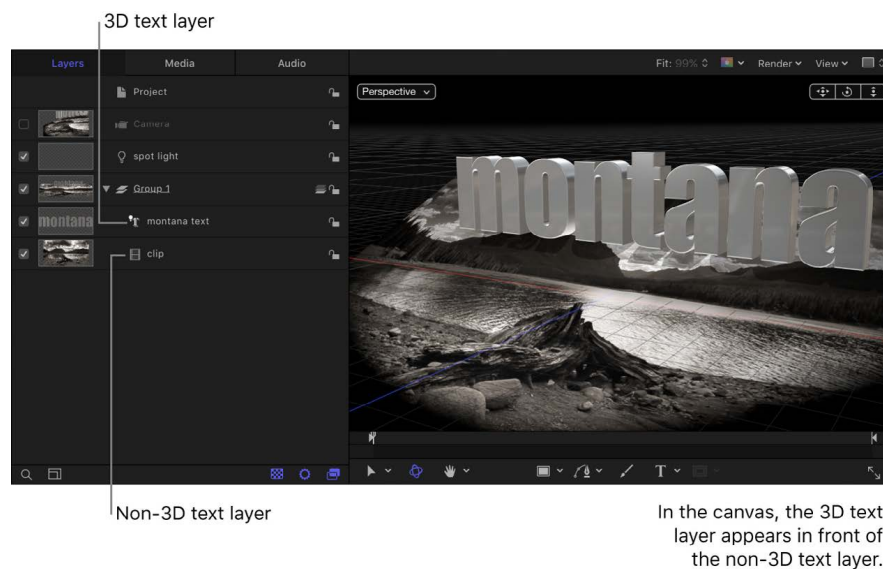 3D text layer
Layers Media Audio Fit: 99% Render View
Project Perspective
Camera
spot light
Group 1
montana montana text
clip
montana
T
Non-3D text layer
In the canvas, the 3D text
layer appears in front of
the non-3D text layer.